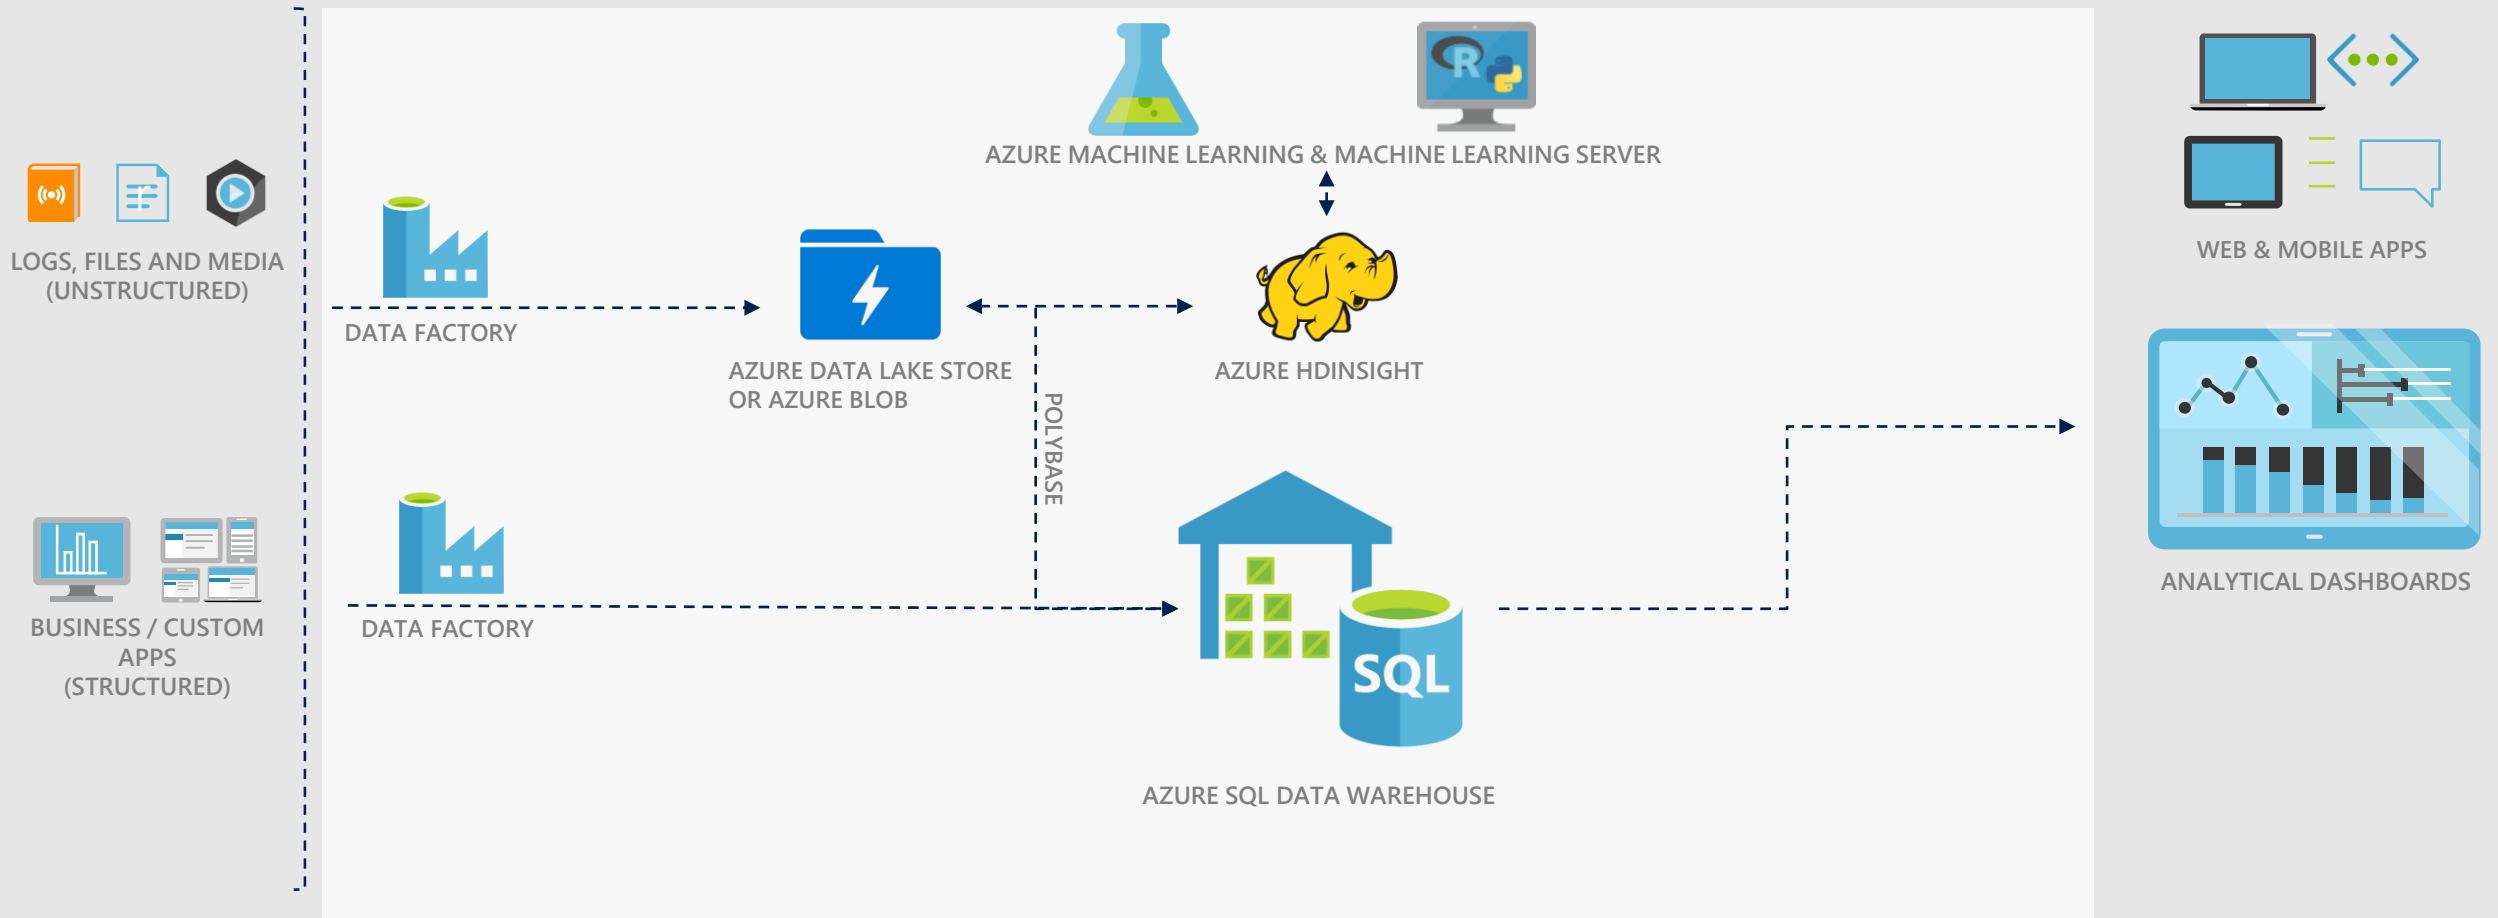 AZURE MACHINE LEARNING & MACHINE LEARNING SERVER
R
LOGS, FILES AND MEDIA
(UNSTRUCTURED)
DATA FACTORY
AZURE DATA LAKE STORE
OR AZURE BLOB
AZURE HDINSIGHT
POLYBASE
WEB & MOBILE APPS
BUSINESS / CUSTOM
APPS
(STRUCTURED)
DATA FACTORY
SQL
AZURE SQL DATA WAREHOUSE
ANALYTICAL DASHBOARDS